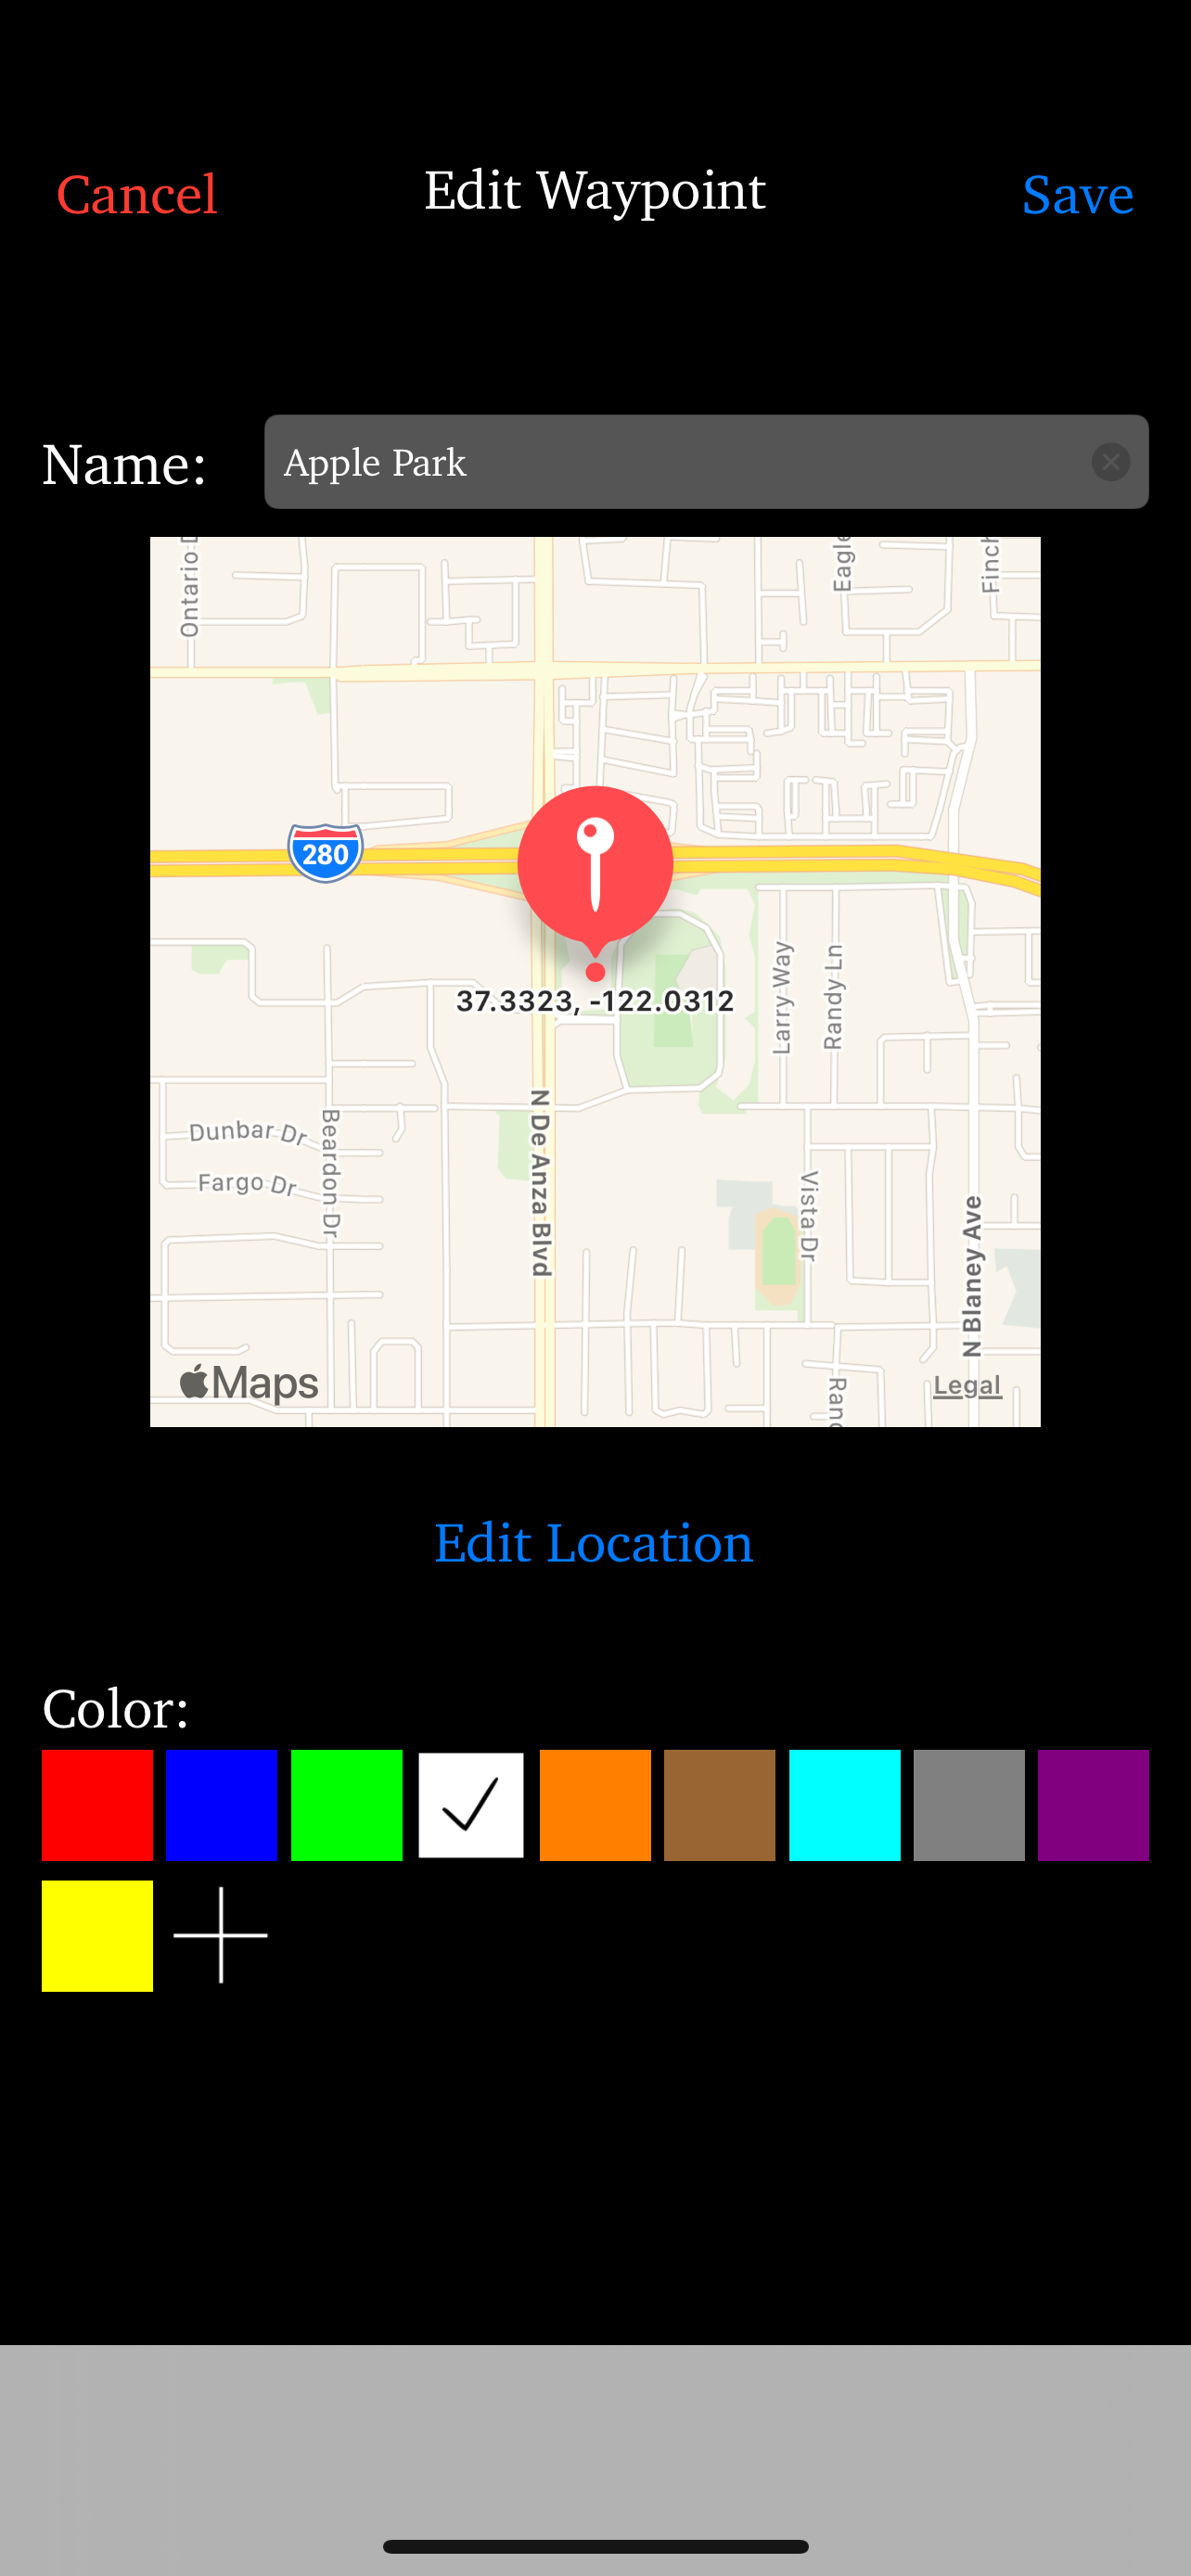 Cancel
Edit Waypoint
Save
Name:
Apple Park
Ontario
Eagle
Finch
280
37.3323, -122.0312
Larry Way
Randy Ln
N De Anza Blvd
Dunbar Dr
Beardon Dr
Fargo Dr
Vista Dr
N Blaney Ave
Maps
Legal
Edit Location
Color: